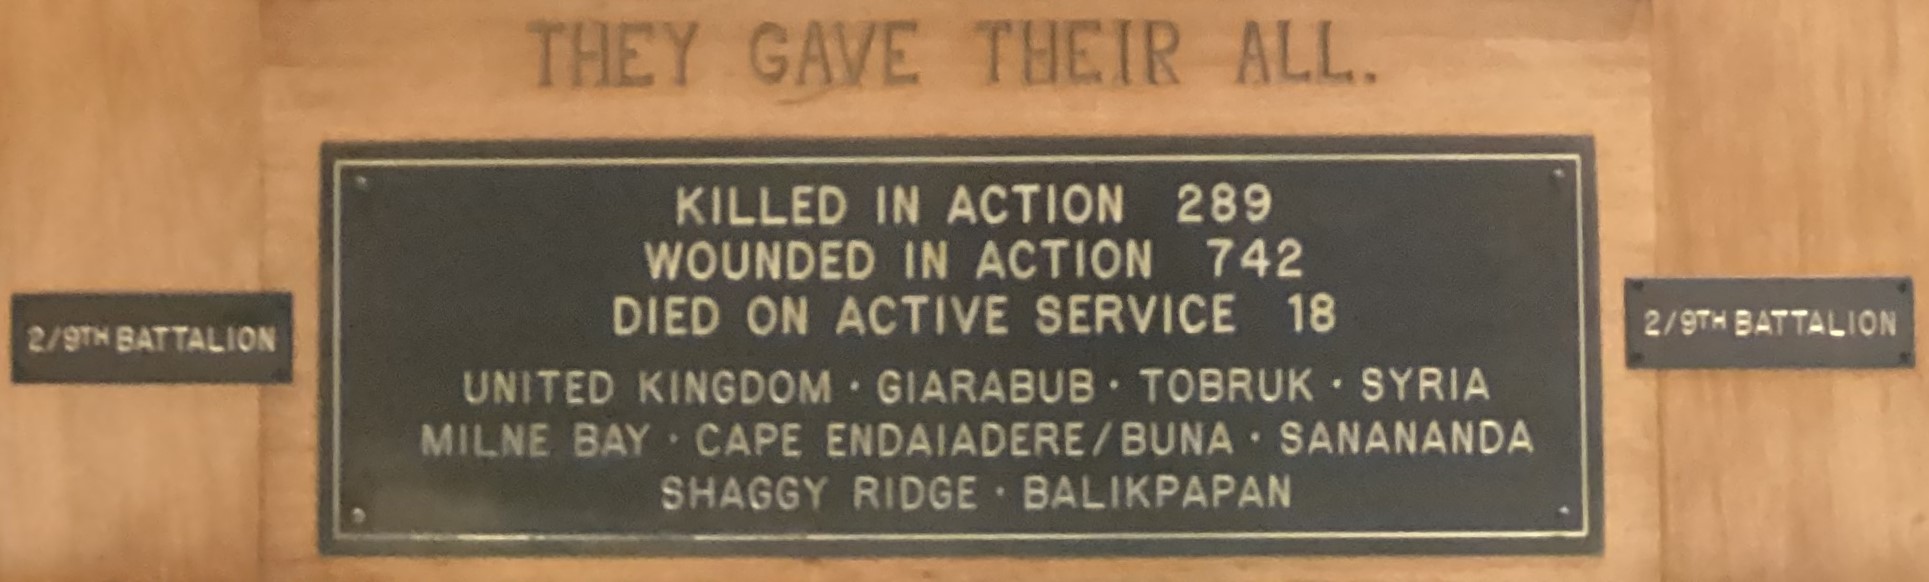 THEY GAVE THEIR ALL.
KILLED IN ACTION 289
WOUNDED IN ACTION 742
DIED ON ACTIVE SERVICE 18
UNITED KINGDOM · GIARABUB · TOBRUK · SYRIA
MILNE BAY · CAPE ENDAIADERE/BUNA · SANANANDA
SHAGGY RIDGE · BALIKPAPAN
2/9TH BATTALION
2/9TH BATTALION